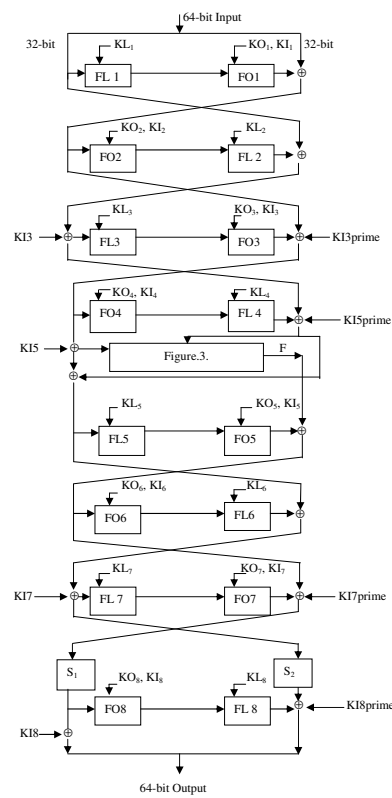 64-bit Input
32-bit KL₁ KO₁, KI₁ 32-bit
FL 1 FO1 ⊕
KO₂, KI₂ KL₂
FO2 FL 2 ⊕
KL₃ KO₃, KI₃
KI3 ⊕ FL3 FO3 ⊕ KI3prime
KO₄, KI₄ KL₄
FO4 FL 4 ⊕ KI5prime
KI5 ⊕ Figure.3. F
⊕
KL₅ KO₅, KI₅
FL5 FO5 ⊕
KO₆, KI₆ KL₆
FO6 FL6 ⊕
KL₇ KO₇, KI₇
KI7 ⊕ FL 7 FO7 ⊕ KI7prime
S₁ S₂
KO₈, KI₈ KL₈
FO8 FL 8 ⊕ KI8prime
KI8 ⊕
64-bit Output